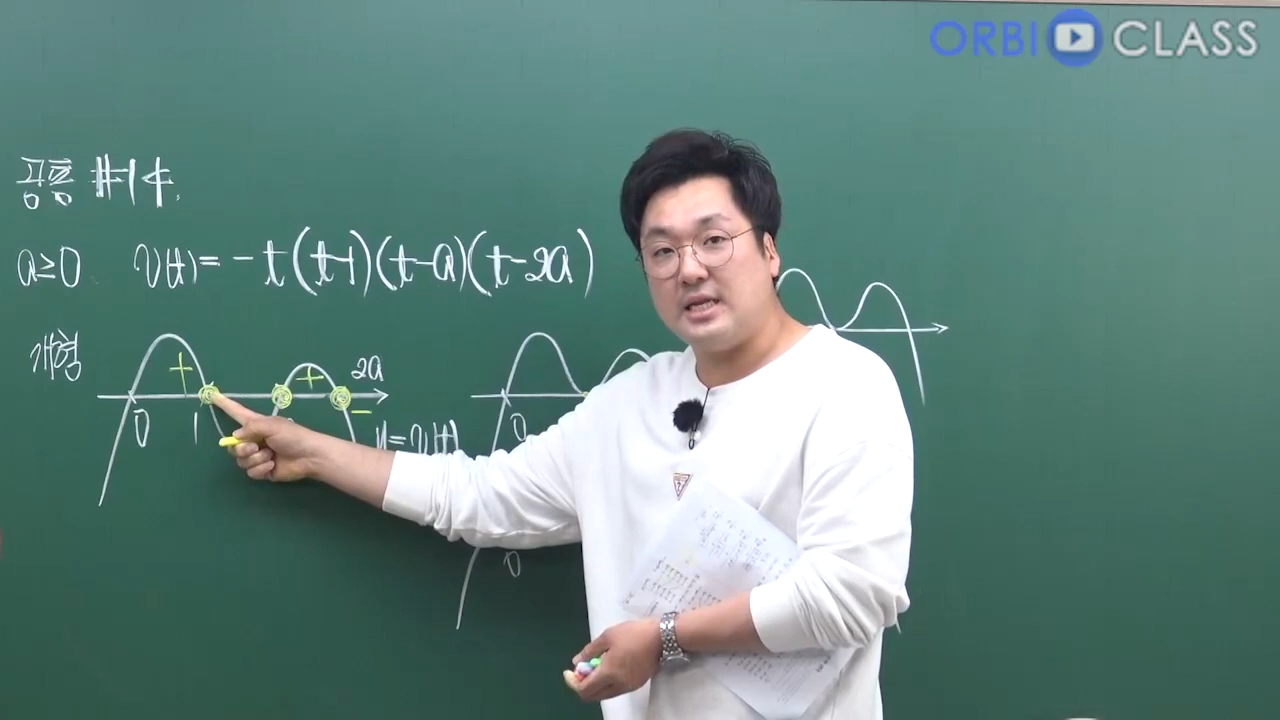 ORBI CLASS
공통 #14.
a≥0 v(t)=-t(t-1)(t-a)(t-2a)
개형
+ + 2a
0 1 −
y=v(t)
0
0